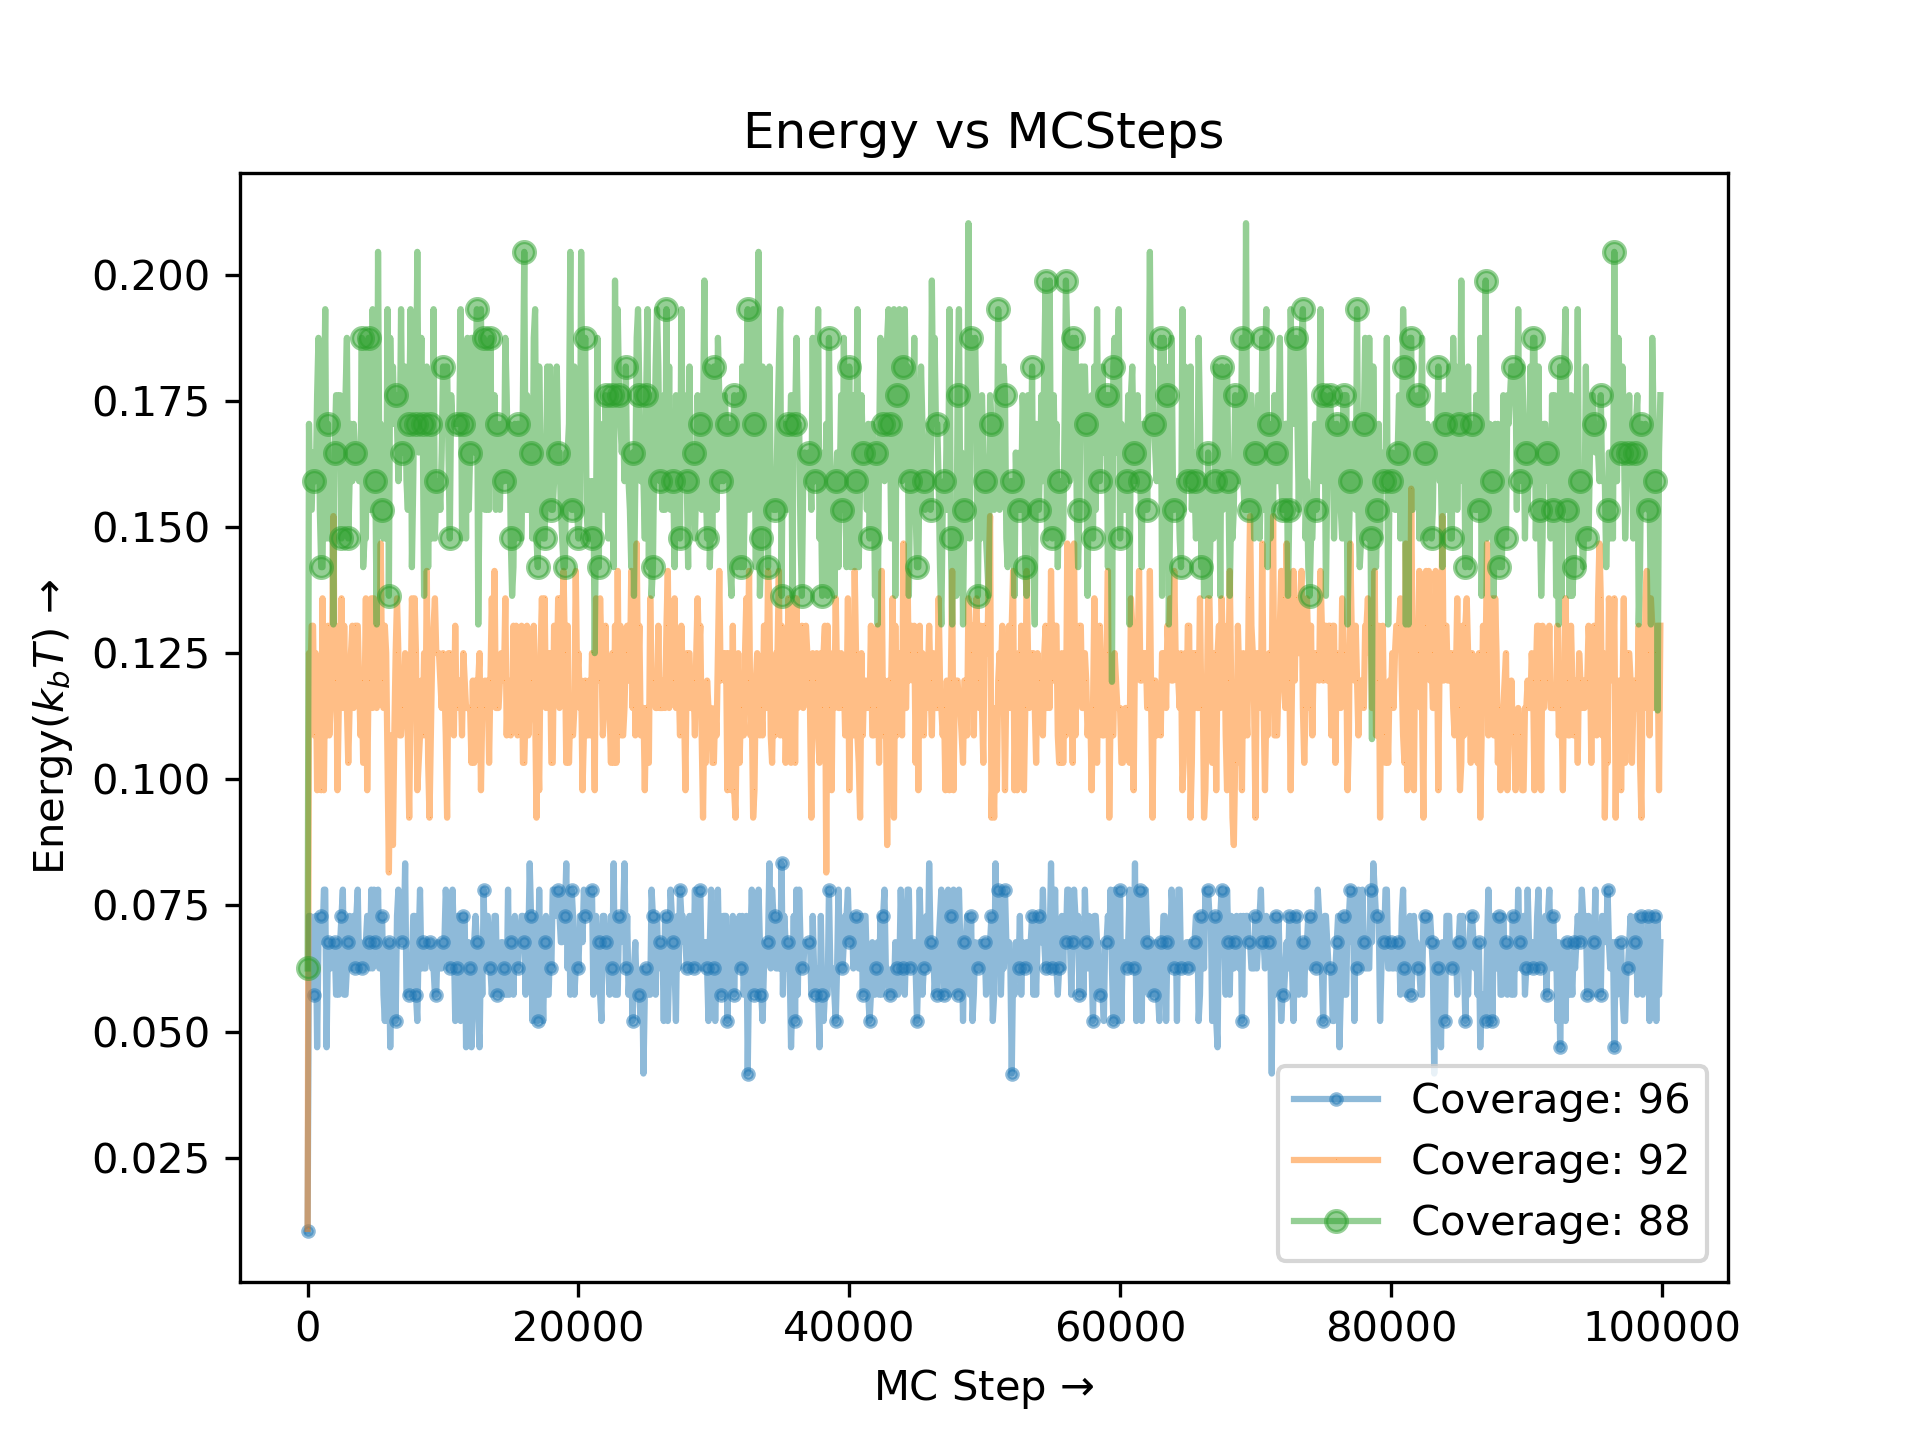 Energy vs MCSteps
Energy(k_bT) →
0.200
0.175
0.150
0.125
0.100
0.075
0.050
0.025
0 20000 40000 60000 80000 100000
MC Step →
Coverage: 96
Coverage: 92
Coverage: 88